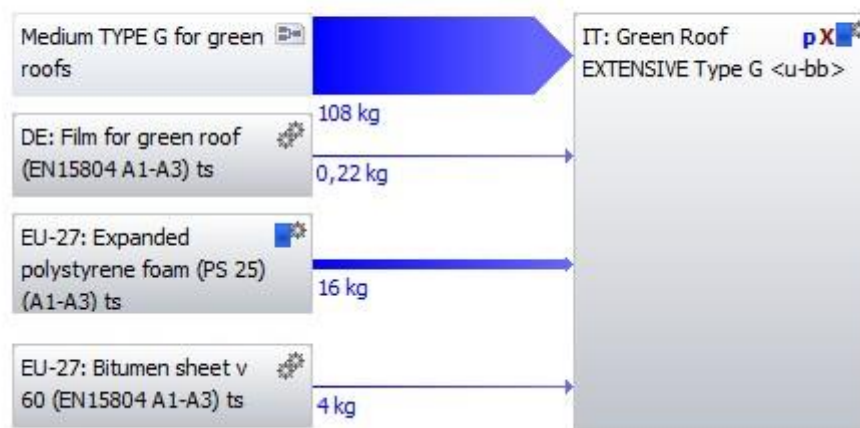 Medium TYPE G for green
roofs
108 kg
DE: Film for green roof
(EN15804 A1-A3) ts
0,22 kg
EU-27: Expanded
polystyrene foam (PS 25)
(A1-A3) ts
16 kg
EU-27: Bitumen sheet v
60 (EN15804 A1-A3) ts
4 kg
IT: Green Roof pX
EXTENSIVE Type G <u-bb>